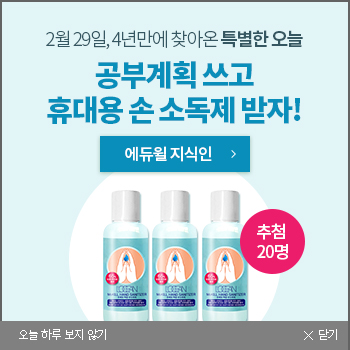 2월 29일, 4년만에 찾아온 특별한 오늘
공부계획 쓰고
휴대용 손 소독제 받자!
에듀윌 지식인 >
추첨
20명
오늘 하루 보지 않기
× 닫기